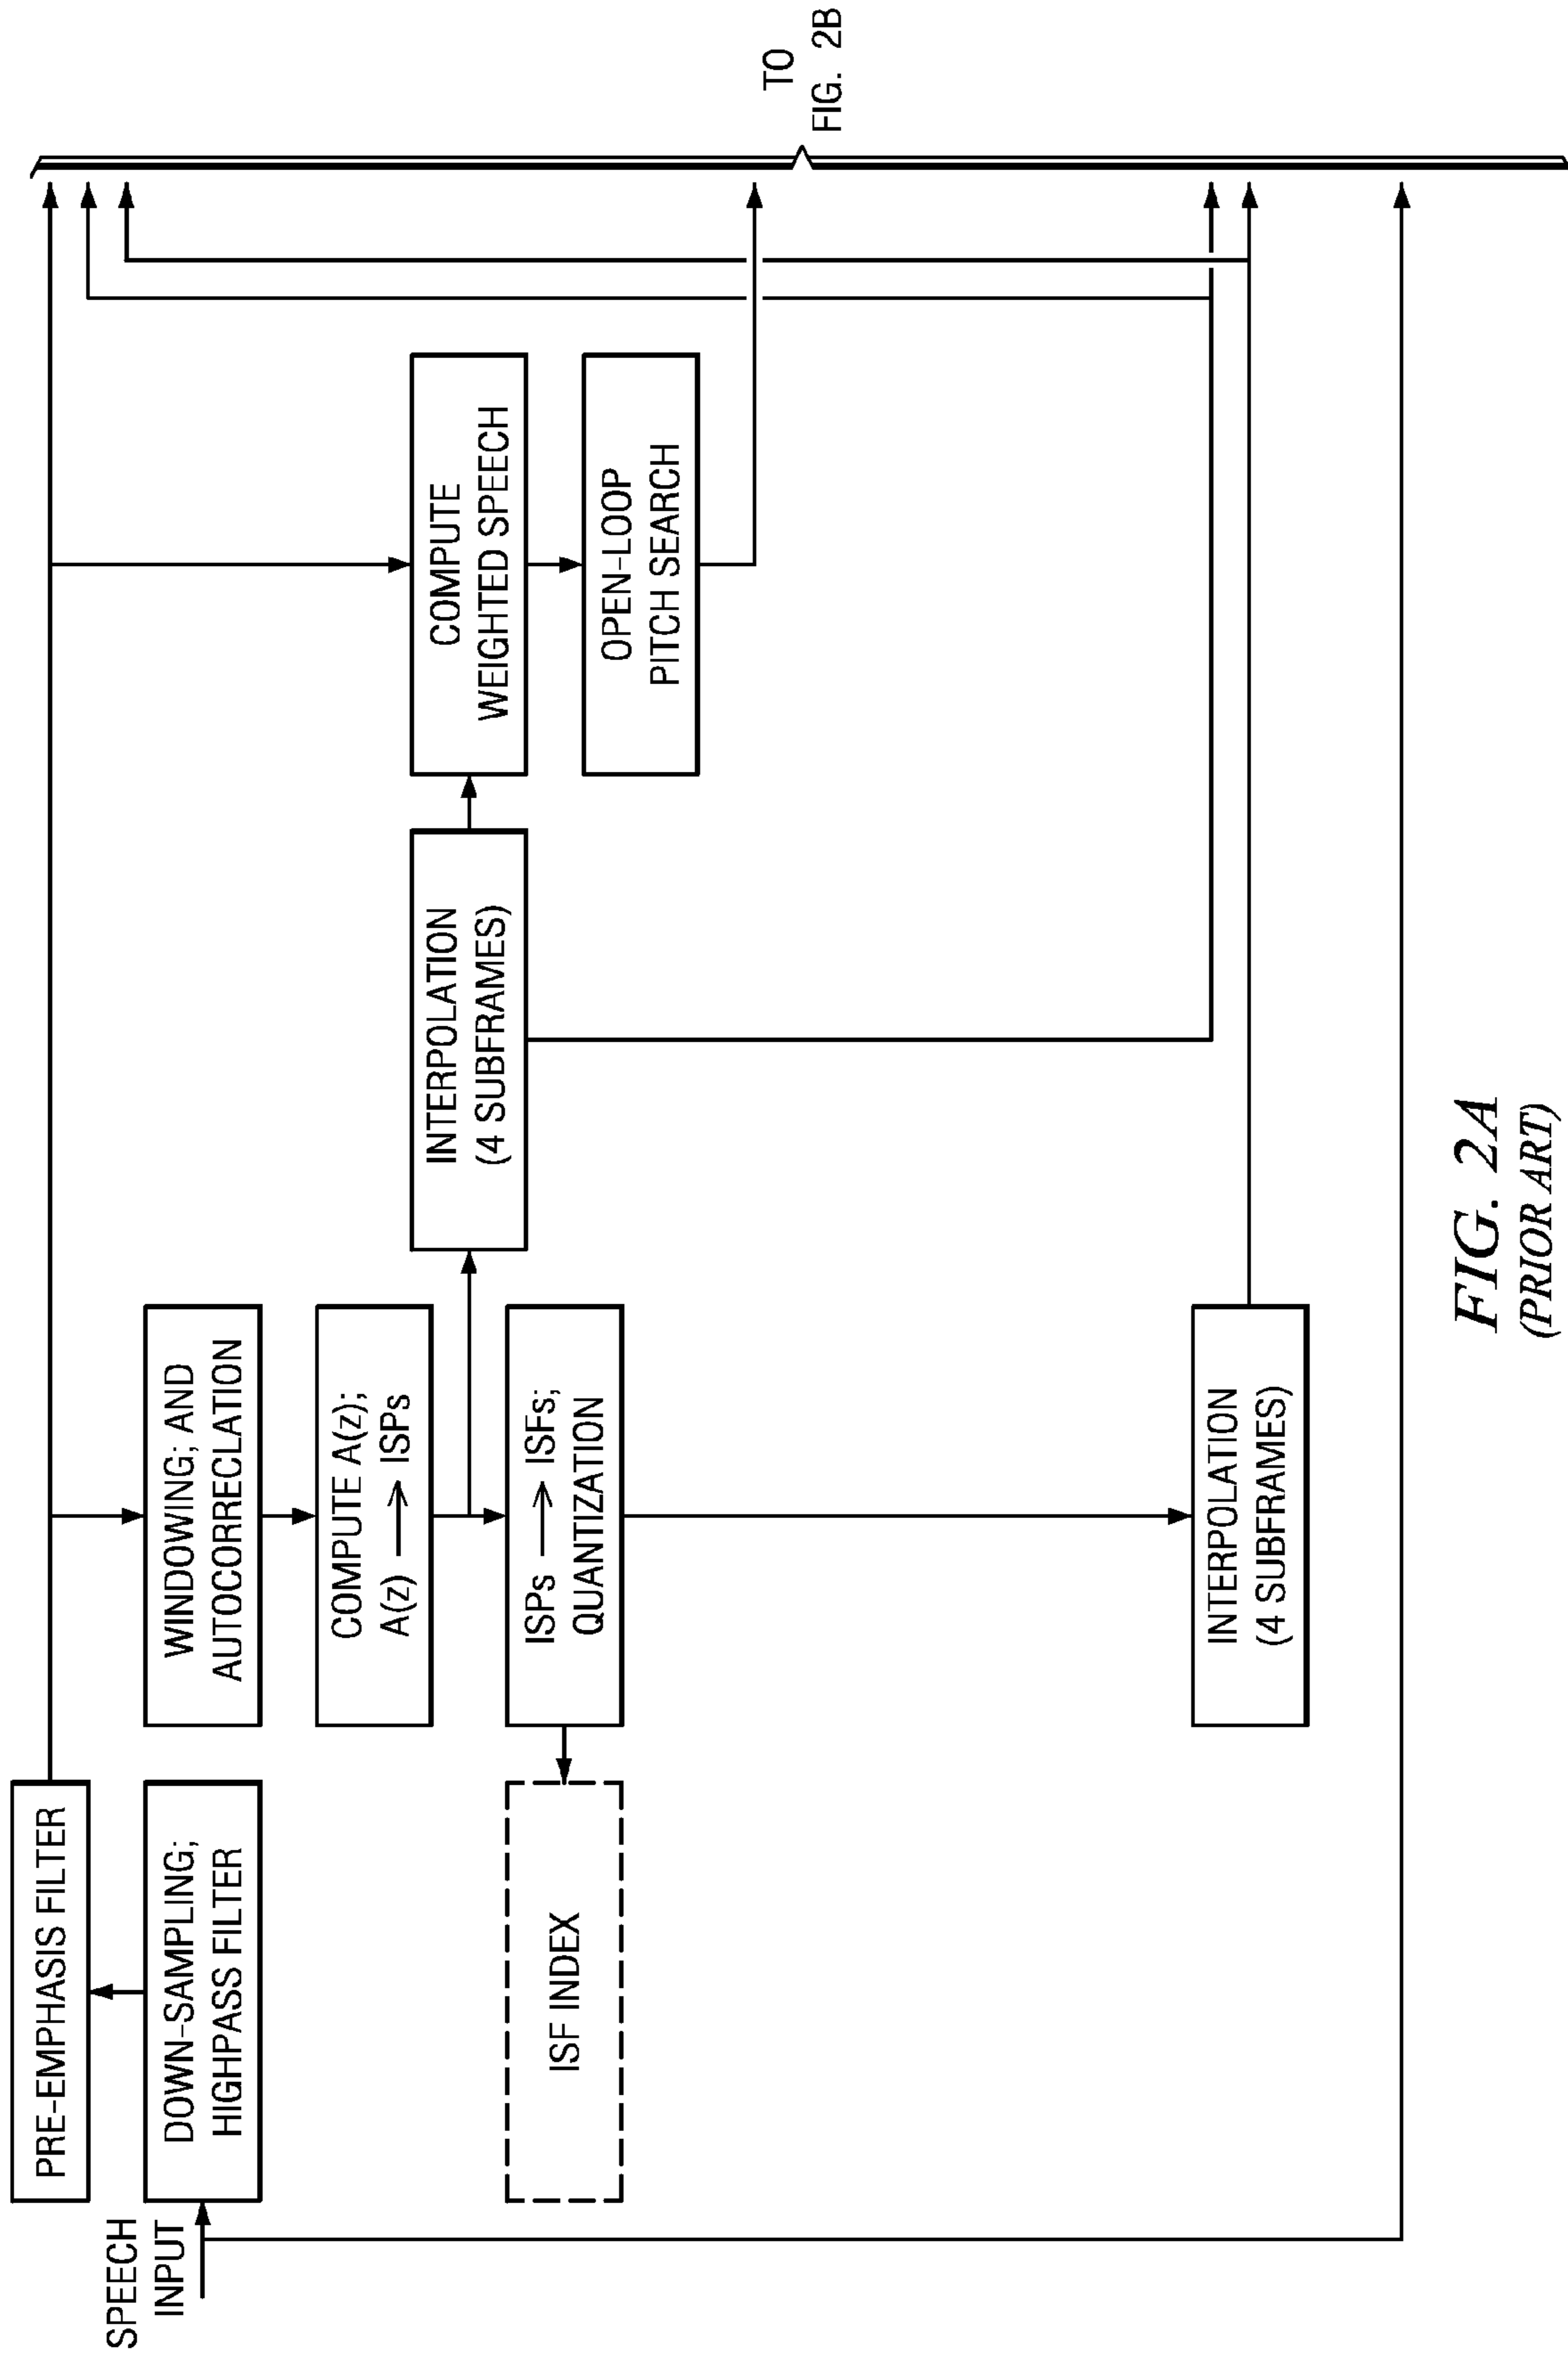 SPEECH
INPUT
PRE-EMPHASIS FILTER
DOWN-SAMPLING;
HIGHPASS FILTER
WINDOWING; AND
AUTOCORRECLATION
COMPUTE A(z);
A(z) ⟶ ISPs
ISPs ⟶ ISFs;
QUANTIZATION
ISF INDEX
INTERPOLATION
(4 SUBFRAMES)
COMPUTE
WEIGHTED SPEECH
OPEN-LOOP
PITCH SEARCH
INTERPOLATION
(4 SUBFRAMES)
TO
FIG. 2B
FIG. 2A
(PRIOR ART)